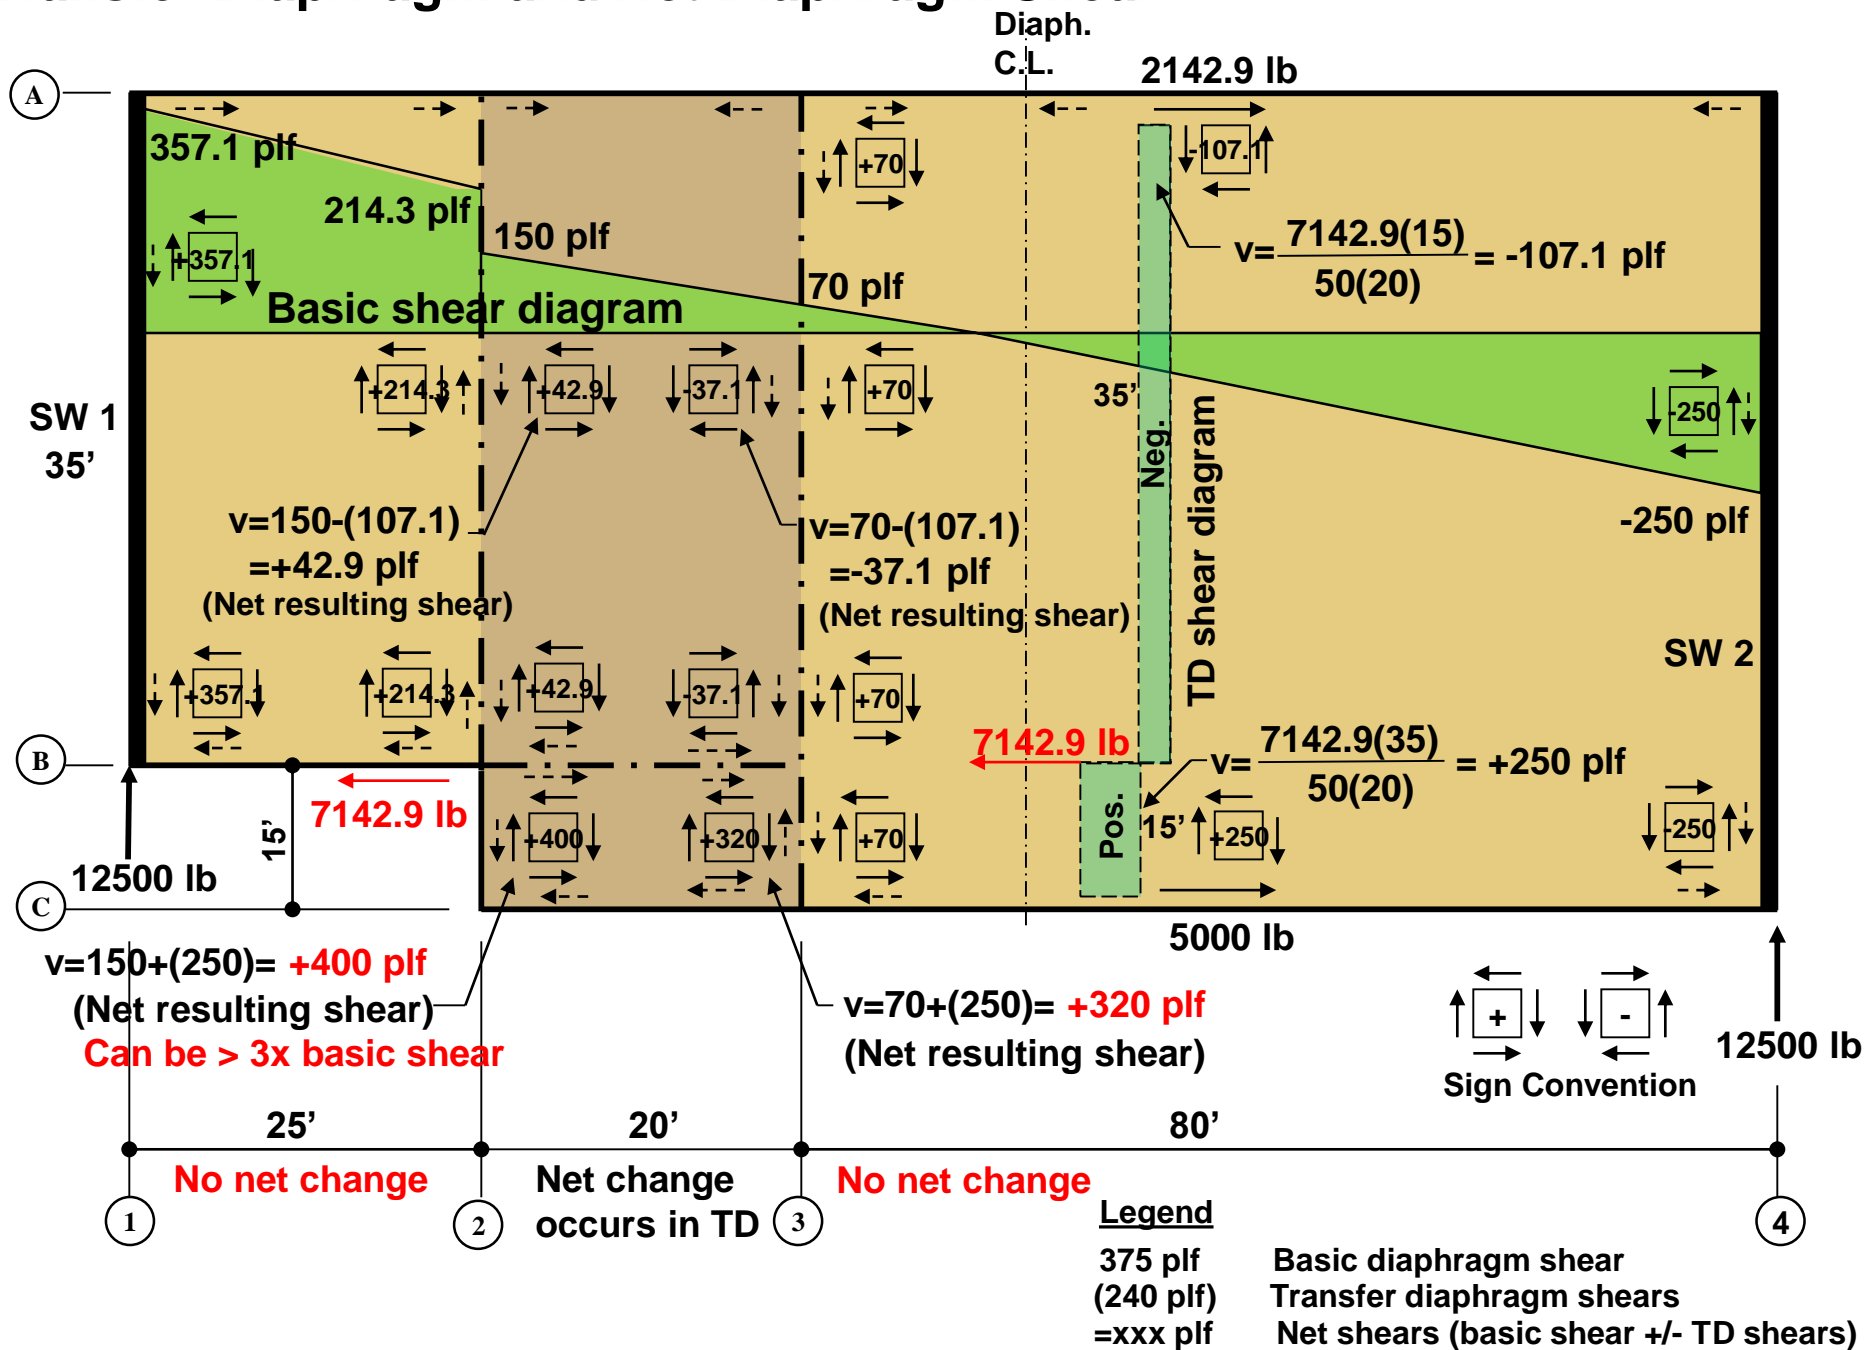 Diaph.
C.L.
2142.9 lb
A
357.1 plf
214.3 plf
150 plf
70 plf
+70
-107.1
v= 7142.9(15)
50(20)
= -107.1 plf
+357.1
Basic shear diagram
SW 1
35’
+214.3
+42.9
-37.1
+70
35’
Neg.
TD shear diagram
-250
-250 plf
v=150-(107.1)
=+42.9 plf
(Net resulting shear)
v=70-(107.1)
=-37.1 plf
(Net resulting shear)
SW 2
+357.1
+214.3
+42.9
-37.1
+70
B
7142.9 lb
7142.9 lb
v= 7142.9(35)
50(20)
= +250 plf
15’
+400
+320
+70
Pos.
15’
+250
-250
12500 lb
C
5000 lb
v=150+(250)= +400 plf
(Net resulting shear)
Can be > 3x basic shear
v=70+(250)= +320 plf
(Net resulting shear)
+
-
Sign Convention
12500 lb
25’
20’
80’
No net change
Net change
occurs in TD
No net change
1
2
3
4
Legend
375 plf Basic diaphragm shear
(240 plf) Transfer diaphragm shears
=xxx plf Net shears (basic shear +/- TD shears)